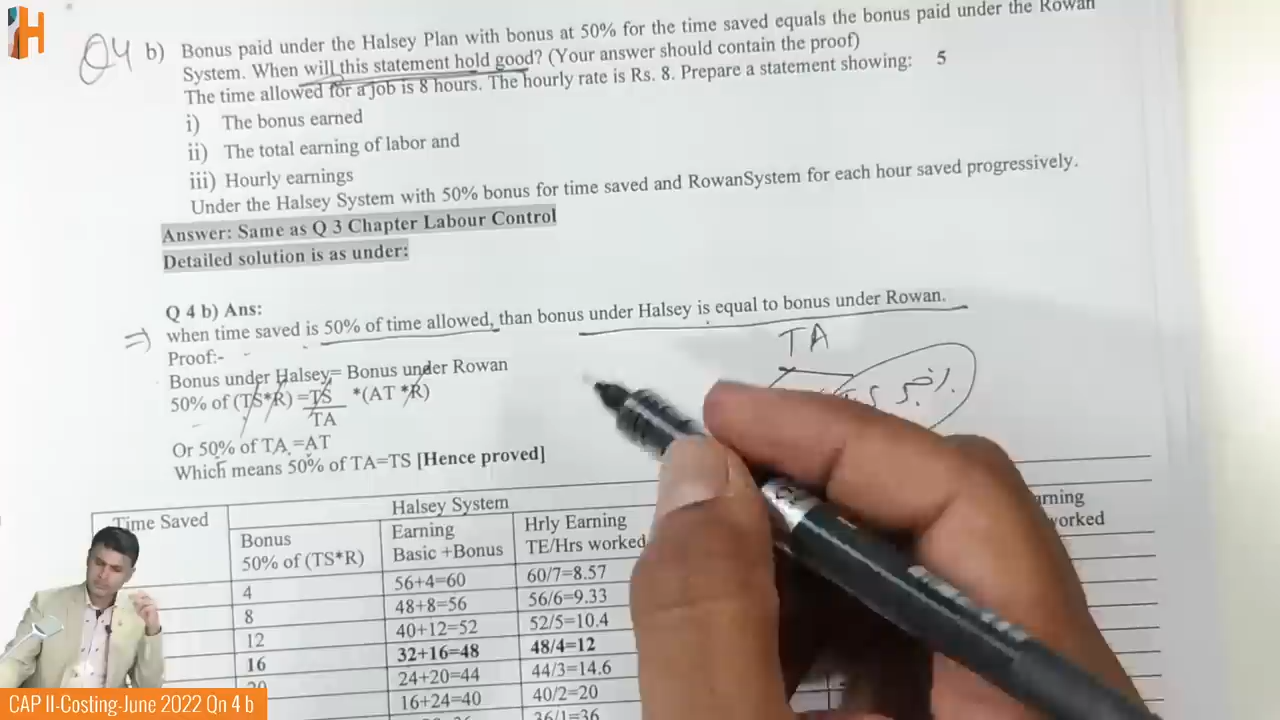 H
Q4 b) Bonus paid under the Halsey Plan with bonus at 50% for the time saved equals the bonus paid under the Rowan
System. When will this statement hold good? (Your answer should contain the proof)
The time allowed for a job is 8 hours. The hourly rate is Rs. 8. Prepare a statement showing: 5
i) The bonus earned
ii) The total earning of labor and
iii) Hourly earnings
Under the Halsey System with 50% bonus for time saved and RowanSystem for each hour saved progressively.
Answer: Same as Q 3 Chapter Labour Control
Detailed solution is as under:
Q 4 b) Ans:
=> when time saved is 50% of time allowed, than bonus under Halsey is equal to bonus under Rowan.
Proof:-
TA
Bonus under Halsey= Bonus under Rowan
50% of (TS*R) =TS *(AT *R)
TA
Or 50% of TA =AT
Which means 50% of TA=TS [Hence proved]
Time Saved Halsey System
Bonus Earning Hrly Earning arning
50% of (TS*R) Basic +Bonus TE/Hrs worked worked
4 56+4=60 60/7=8.57
8 48+8=56 56/6=9.33
12 40+12=52 52/5=10.4
16 32+16=48 48/4=12
20 24+20=44 44/3=14.6
16+24=40 40/2=20
36/1=36
CAP II-Costing-June 2022 Qn 4 b